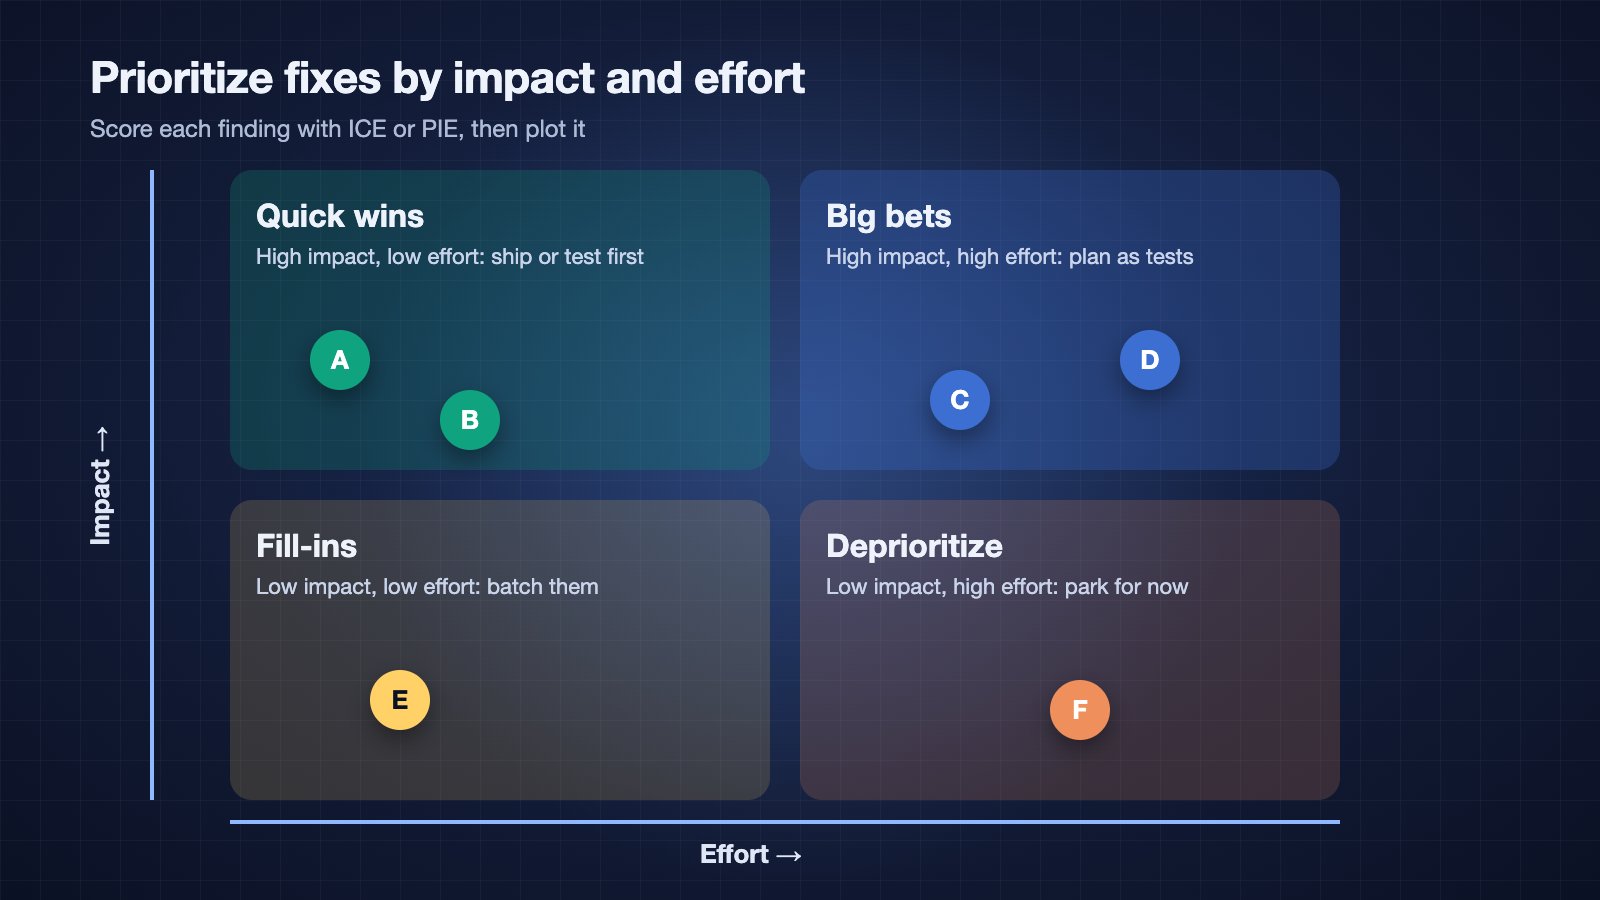 Prioritize fixes by impact and effort
Score each finding with ICE or PIE, then plot it
Impact →
Quick wins
High impact, low effort: ship or test first
A
B
Big bets
High impact, high effort: plan as tests
C
D
Fill-ins
Low impact, low effort: batch them
E
Deprioritize
Low impact, high effort: park for now
F
Effort →